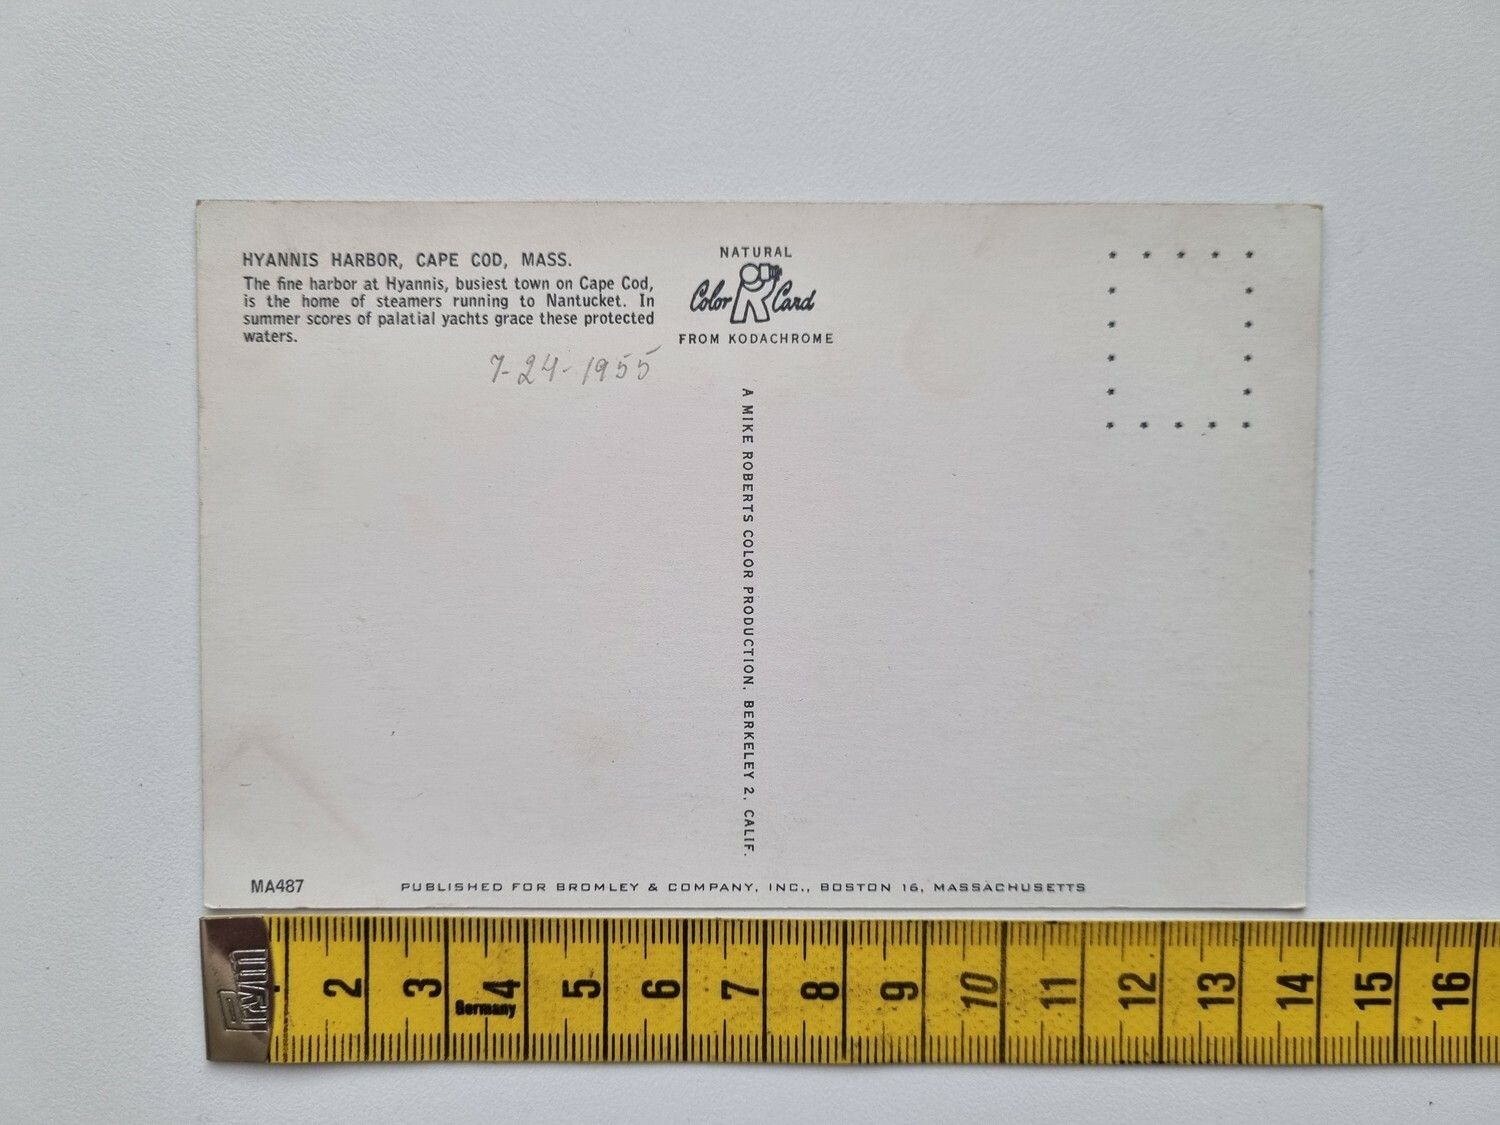 HYANNIS HARBOR, CAPE COD, MASS.
The fine harbor at Hyannis, busiest town on Cape Cod,
is the home of steamers running to Nantucket. In
summer scores of palatial yachts grace these protected
waters.
7-24-1955
NATURAL
Color Card
FROM KODACHROME
A MIKE ROBERTS COLOR PRODUCTION, BERKELEY 2, CALIF.
MA487
PUBLISHED FOR BROMLEY & COMPANY, INC., BOSTON 16, MASSACHUSETTS
Prym
2 3 4 5 6 7 8 9 10 11 12 13 14 15 16
Germany